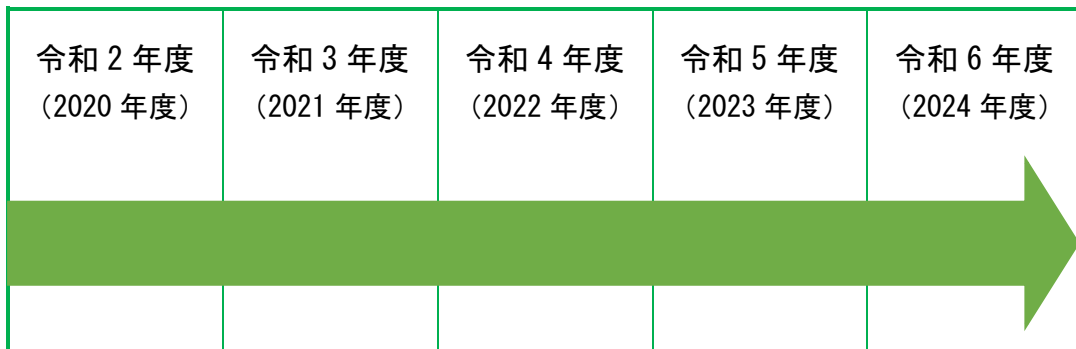 令和 2 年度
（2020 年度）
令和 3 年度
（2021 年度）
令和 4 年度
（2022 年度）
令和 5 年度
（2023 年度）
令和 6 年度
（2024 年度）